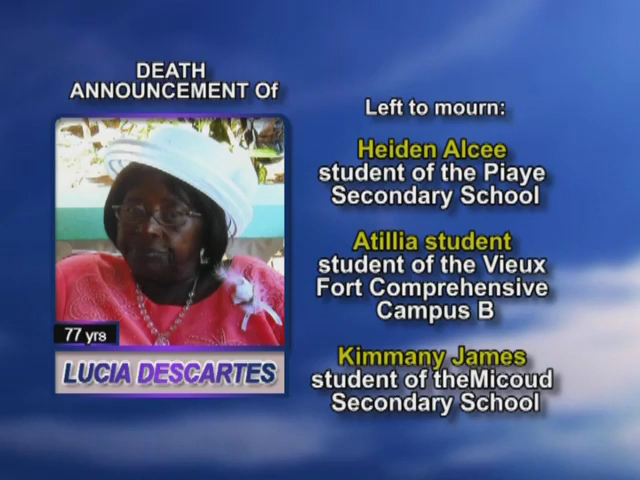 DEATH
ANNOUNCEMENT Of
77 yrs
LUCIA DESCARTES
Left to mourn:
Heiden Alcee
student of the Piaye
Secondary School
Atillia student
student of the Vieux
Fort Comprehensive
Campus B
Kimmany James
student of theMicoud
Secondary School